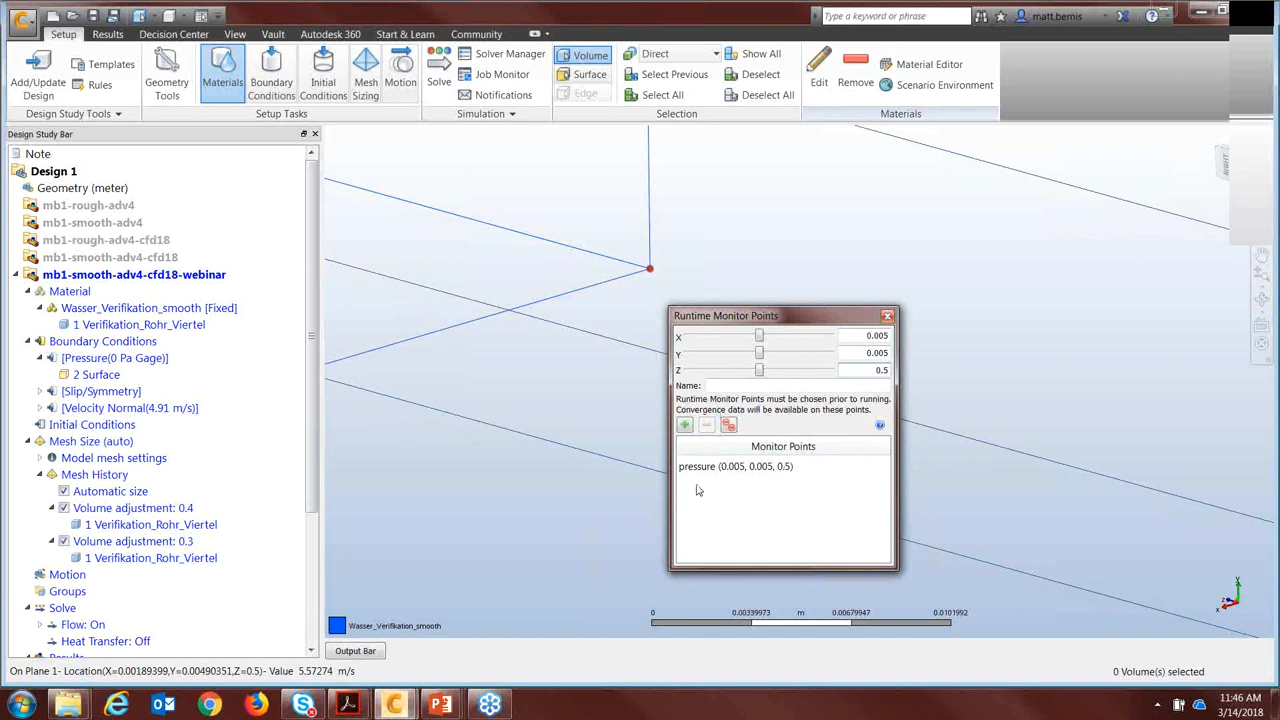 Type a keyword or phrase
matt.bemis
Setup Results Decision Center View Vault Autodesk 360 Start & Learn Community
Add/Update Design
Templates
Rules
Geometry Tools
Materials
Boundary Conditions
Initial Conditions
Mesh Sizing
Motion
Solve
Solver Manager
Job Monitor
Notifications
Volume
Surface
Edge
Direct
Select Previous
Select All
Show All
Deselect
Deselect All
Edit
Remove
Material Editor
Scenario Environment
Design Study Tools
Setup Tasks
Simulation
Selection
Materials
Design Study Bar
Note
Design 1
Geometry (meter)
mb1-rough-adv4
mb1-smooth-adv4
mb1-rough-adv4-cfd18
mb1-smooth-adv4-cfd18
mb1-smooth-adv4-cfd18-webinar
Material
Wasser_Verifikation_smooth [Fixed]
1 Verifikation_Rohr_Viertel
Boundary Conditions
[Pressure(0 Pa Gage)]
2 Surface
[Slip/Symmetry]
[Velocity Normal(4.91 m/s)]
Initial Conditions
Mesh Size (auto)
Model mesh settings
Mesh History
Automatic size
Volume adjustment: 0.4
1 Verifikation_Rohr_Viertel
Volume adjustment: 0.3
1 Verifikation_Rohr_Viertel
Motion
Groups
Solve
Flow: On
Heat Transfer: Off
Results
RIGHT
Runtime Monitor Points
X 0.005
Y 0.005
Z 0.5
Name:
Runtime Monitor Points must be chosen prior to running.
Convergence data will be available on these points.
Monitor Points
pressure (0.005, 0.005, 0.5)
0 0.00339973 m 0.00679947 0.0101992
Wasser_Verifikation_smooth
Y
Z
X
Output Bar
On Plane 1- Location(X=0.00189399,Y=0.00490351,Z=0.5)- Value 5.57274 m/s
0 Volume(s) selected
11:46 AM
3/14/2018